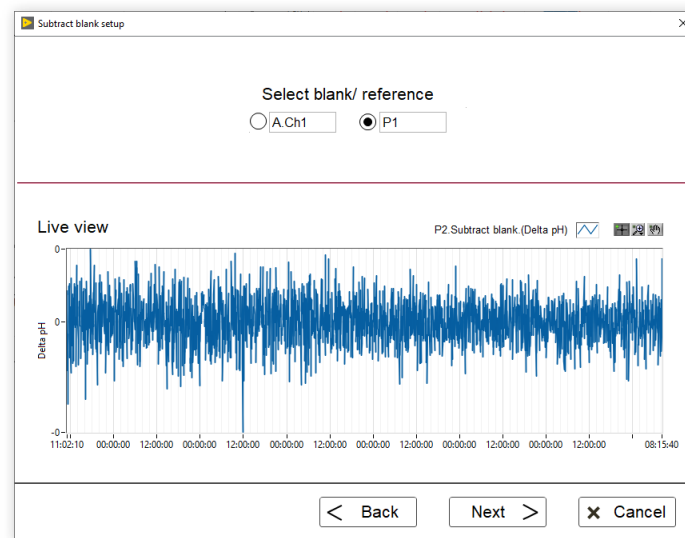 Subtract blank setup
Select blank/ reference
A.Ch1 P1
Live view
P2.Subtract blank.(Delta pH)
0
0
-0
Delta pH
11:02:10 00:00:00 12:00:00 00:00:00 12:00:00 00:00:00 12:00:00 00:00:00 12:00:00 00:00:00 12:00:00 00:00:00 12:00:00 08:15:40
< Back Next > Cancel